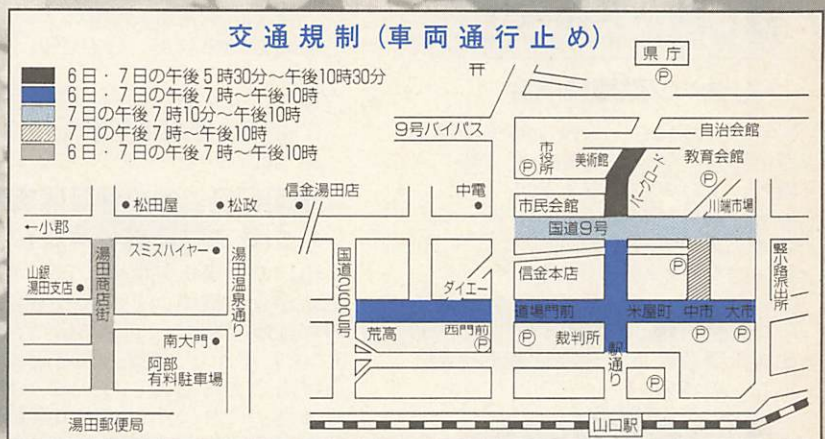 交通規制（車両通行止め）
6日・7日の午後5時30分〜午後10時30分
6日・7日の午後7時〜午後10時
7日の午後7時10分〜午後10時
7日の午後7時〜午後10時
6日・7日の午後7時〜午後10時
県庁
P
9号バイパス
自治会館
市役所
P
美術館
パークロード
教育会館
P
松田屋
松政
信金湯田店
中電
市民会館
川端市場
←小郡
国道9号
スミスハイヤー
湯田温泉通り
国道262号
山銀
湯田支店
湯田商店街
ダイエー
信金本店
P
竪小路派出所
道場門前
米屋町
中市
大市
南大門
荒高
西門前
P
P
裁判所
駅通り
P
P
阿部
有料駐車場
P
湯田郵便局
山口駅